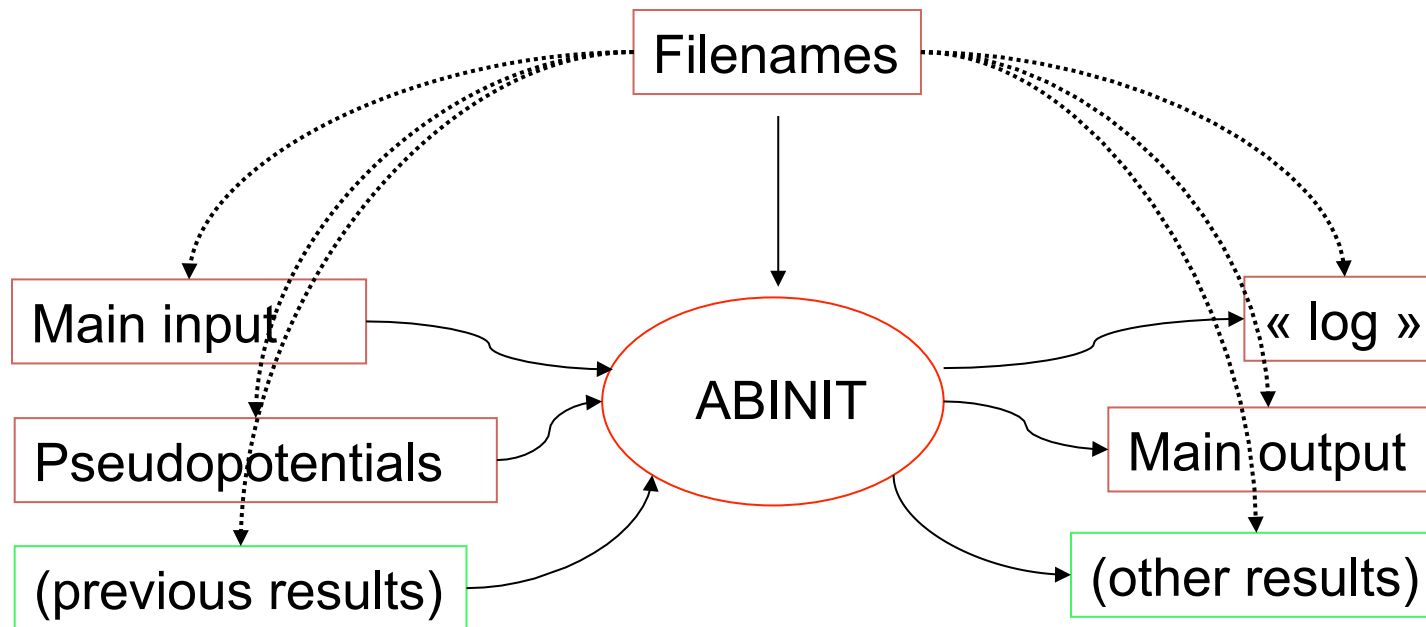 Filenames
Main input
« log »
ABINIT
Pseudopotentials
Main output
(previous results)
(other results)